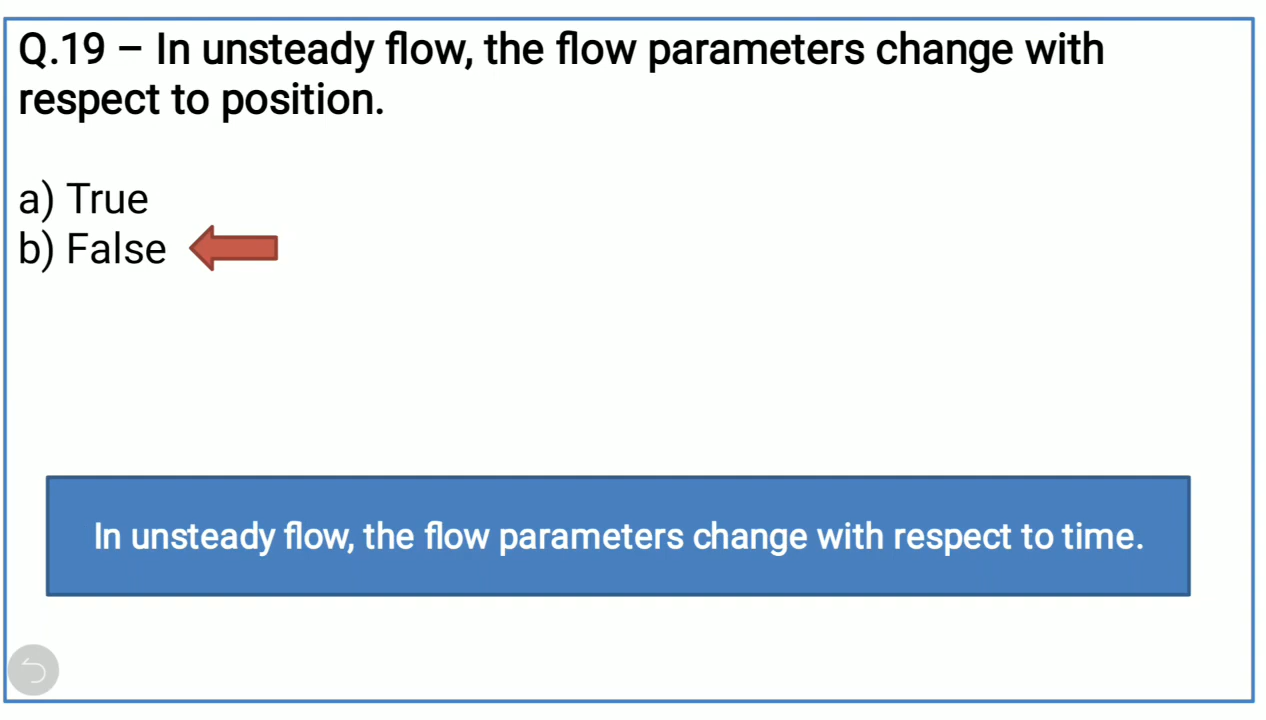 Q.19 – In unsteady flow, the flow parameters change with
respect to position.
a) True
b) False
In unsteady flow, the flow parameters change with respect to time.